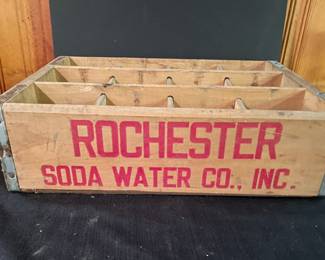 ROCHESTER
SODA WATER CO., INC.